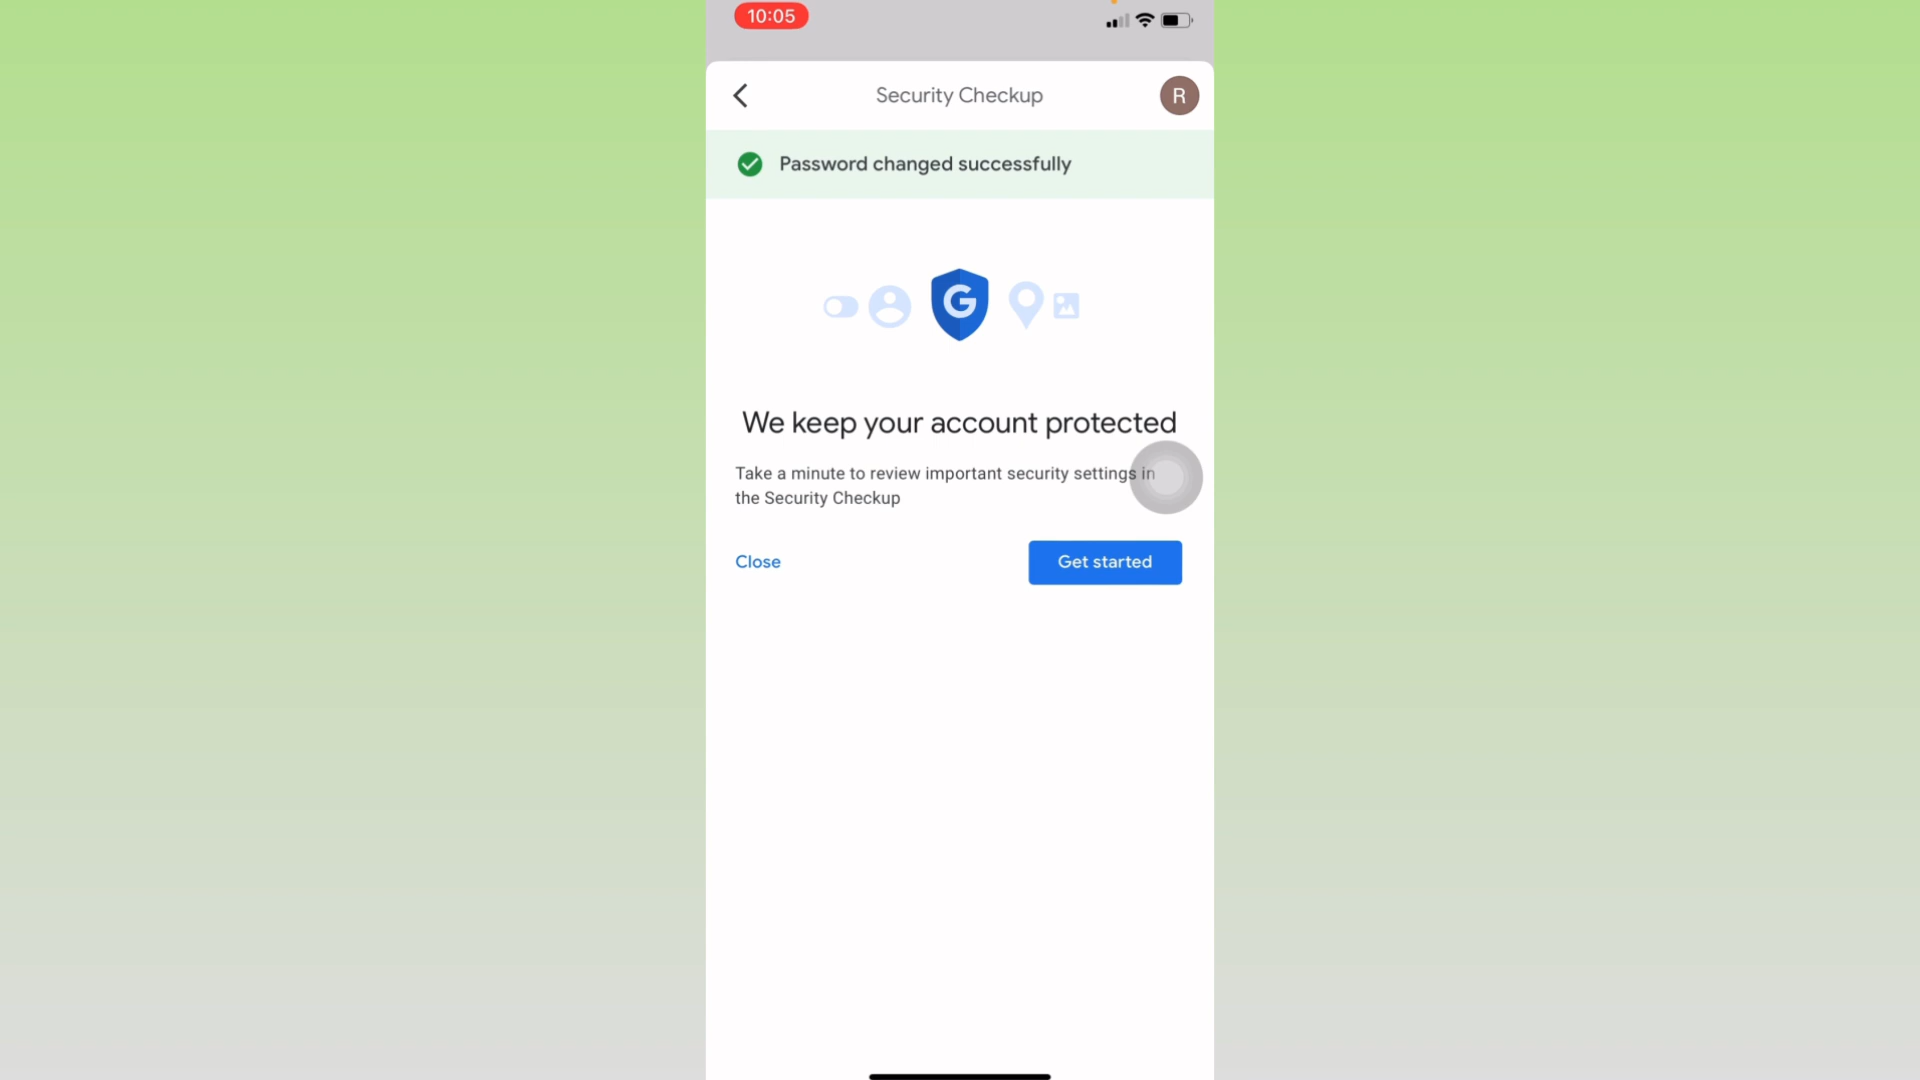 10:05
Security Checkup
R
Password changed successfully
G
We keep your account protected
Take a minute to review important security settings in
the Security Checkup
Close
Get started